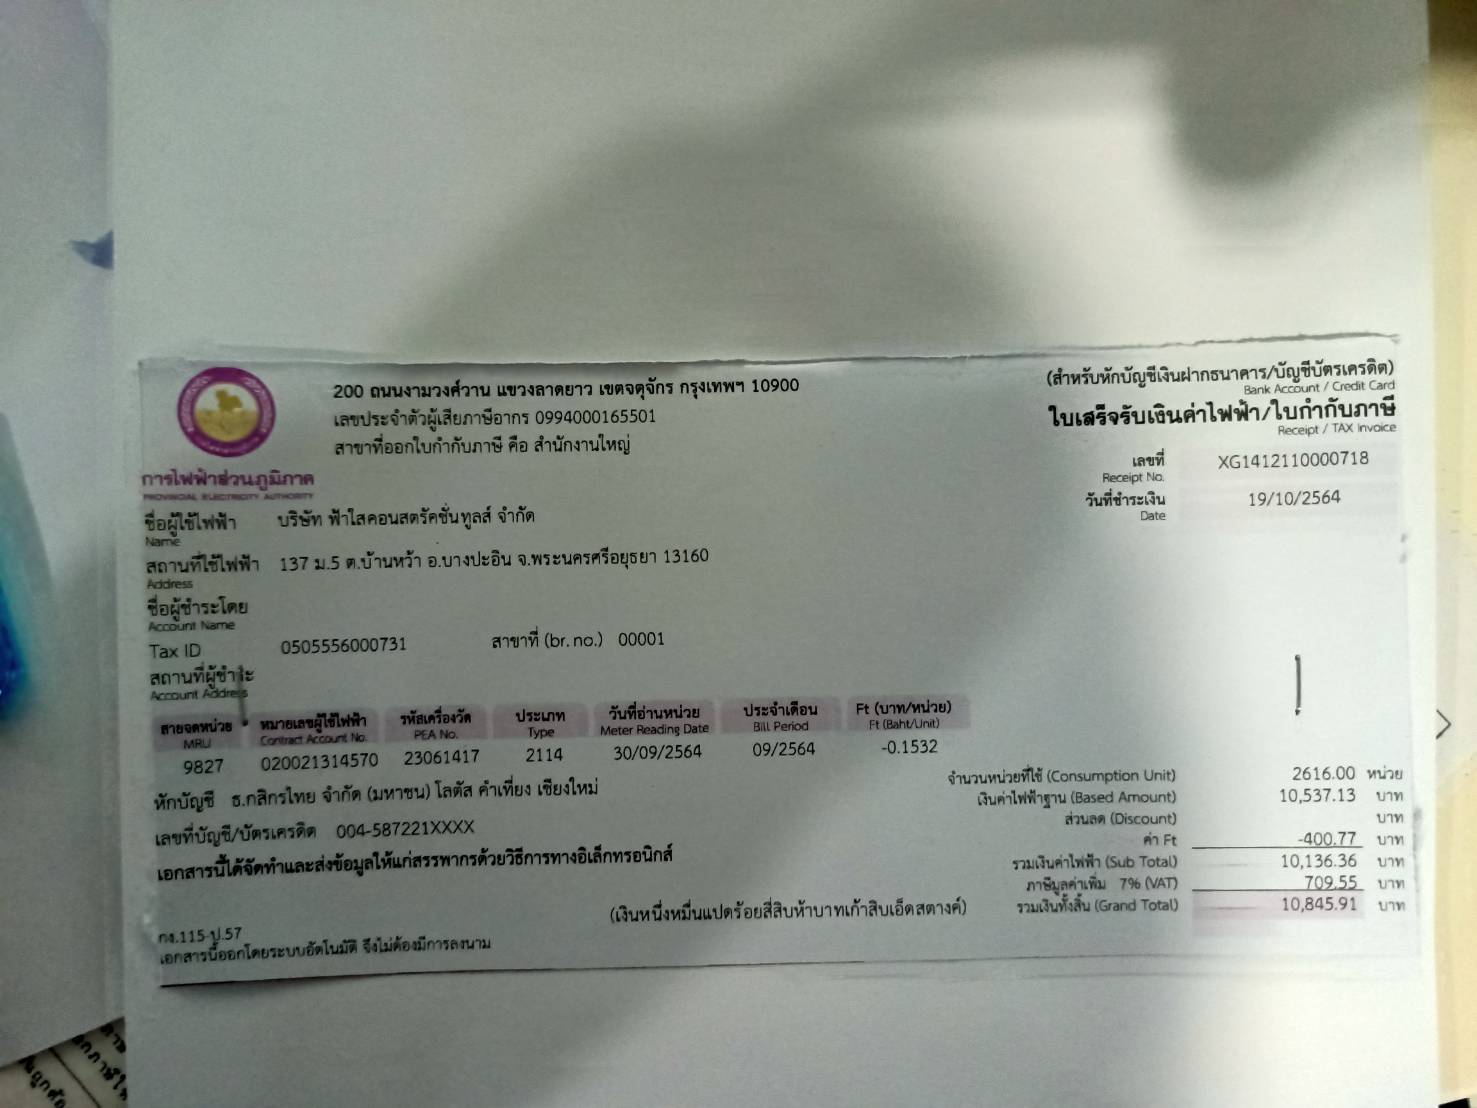 200 ถนนงามวงศ์วาน แขวงลาดยาว เขตจตุจักร กรุงเทพฯ 10900
เลขประจำตัวผู้เสียภาษีอากร 0994000165501
สาขาที่ออกใบกำกับภาษี คือ สำนักงานใหญ่
(สำหรับหักบัญชีเงินฝากธนาคาร/บัญชีบัตรเครดิต)
Bank Account / Credit Card
ใบเสร็จรับเงินค่าไฟฟ้า/ใบกำกับภาษี
Receipt / TAX Invoice
เลขที่ XG1412110000718
Receipt No.
วันที่ชำระเงิน 19/10/2564
Date
การไฟฟ้าส่วนภูมิภาค
PROVINCIAL ELECTRICITY AUTHORITY
ชื่อผู้ใช้ไฟฟ้า บริษัท ฟ้าใสคอนสตรัคชั่นทูลส์ จำกัด
Name
สถานที่ใช้ไฟฟ้า 137 ม.5 ต.บ้านหว้า อ.บางปะอิน จ.พระนครศรีอยุธยา 13160
Address
ชื่อผู้ชำระโดย
Account Name
Tax ID 0505556000731 สาขาที่ (br. no.) 00001
สถานที่ผู้ชำระ
Account Address
สายจดหน่วย หมายเลขผู้ใช้ไฟฟ้า รหัสเครื่องวัด ประเภท วันที่อ่านหน่วย ประจำเดือน Ft (บาท/หน่วย)
MRU Contract Account No. PEA No. Type Meter Reading Date Bill Period Ft (Baht/Unit)
9827 020021314570 23061417 2114 30/09/2564 09/2564 -0.1532
หักบัญชี ธ.กสิกรไทย จำกัด (มหาชน) โลตัส คำเที่ยง เชียงใหม่
เลขที่บัญชี/บัตรเครดิต 004-587221XXXX
เอกสารนี้ได้จัดทำและส่งข้อมูลให้แก่สรรพากรด้วยวิธีการทางอิเล็กทรอนิกส์
จำนวนหน่วยที่ใช้ (Consumption Unit) 2616.00 หน่วย
เงินค่าไฟฟ้าฐาน (Based Amount) 10,537.13 บาท
ส่วนลด (Discount) บาท
ค่า Ft -400.77 บาท
รวมเงินค่าไฟฟ้า (Sub Total) 10,136.36 บาท
ภาษีมูลค่าเพิ่ม 7% (VAT) 709.55 บาท
(เงินหนึ่งหมื่นแปดร้อยสี่สิบห้าบาทเก้าสิบเอ็ดสตางค์) รวมเงินทั้งสิ้น (Grand Total) 10,845.91 บาท
กง.115-ป.57
เอกสารนี้ออกโดยระบบอัตโนมัติ จึงไม่ต้องมีการลงนาม